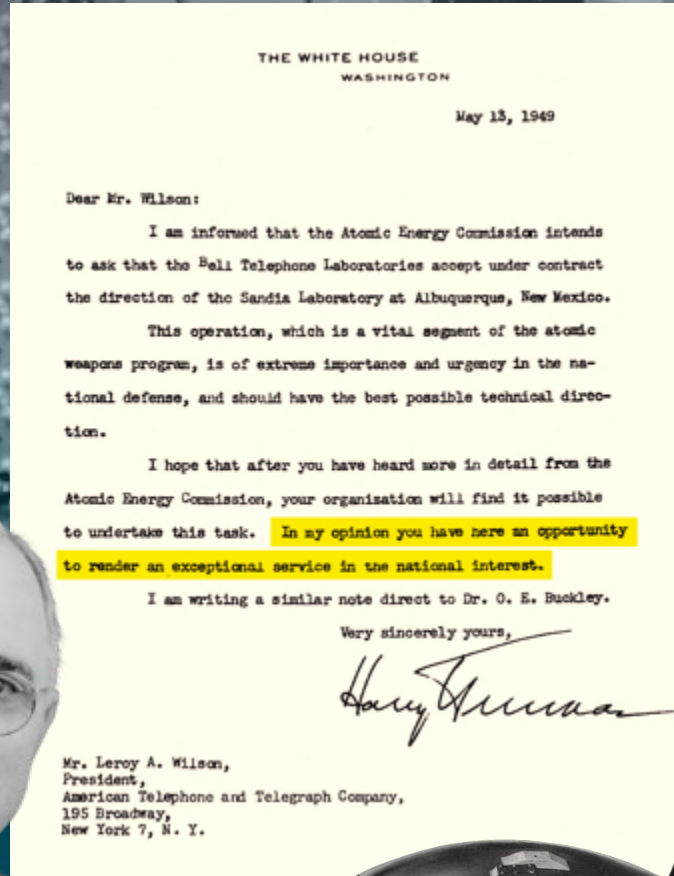 THE WHITE HOUSE
WASHINGTON
May 13, 1949
Dear Mr. Wilson:
I am informed that the Atomic Energy Commission intends
to ask that the Bell Telephone Laboratories accept under contract
the direction of the Sandia Laboratory at Albuquerque, New Mexico.
This operation, which is a vital segment of the atomic
weapons program, is of extreme importance and urgency in the na-
tional defense, and should have the best possible technical direc-
tion.
I hope that after you have heard more in detail from the
Atomic Energy Commission, your organization will find it possible
to undertake this task. In my opinion you have here an opportunity
to render an exceptional service in the national interest.
I am writing a similar note direct to Dr. O. E. Buckley.
Very sincerely yours,
Harry Truman
Mr. Leroy A. Wilson,
President,
American Telephone and Telegraph Company,
195 Broadway,
New York 7, N. Y.